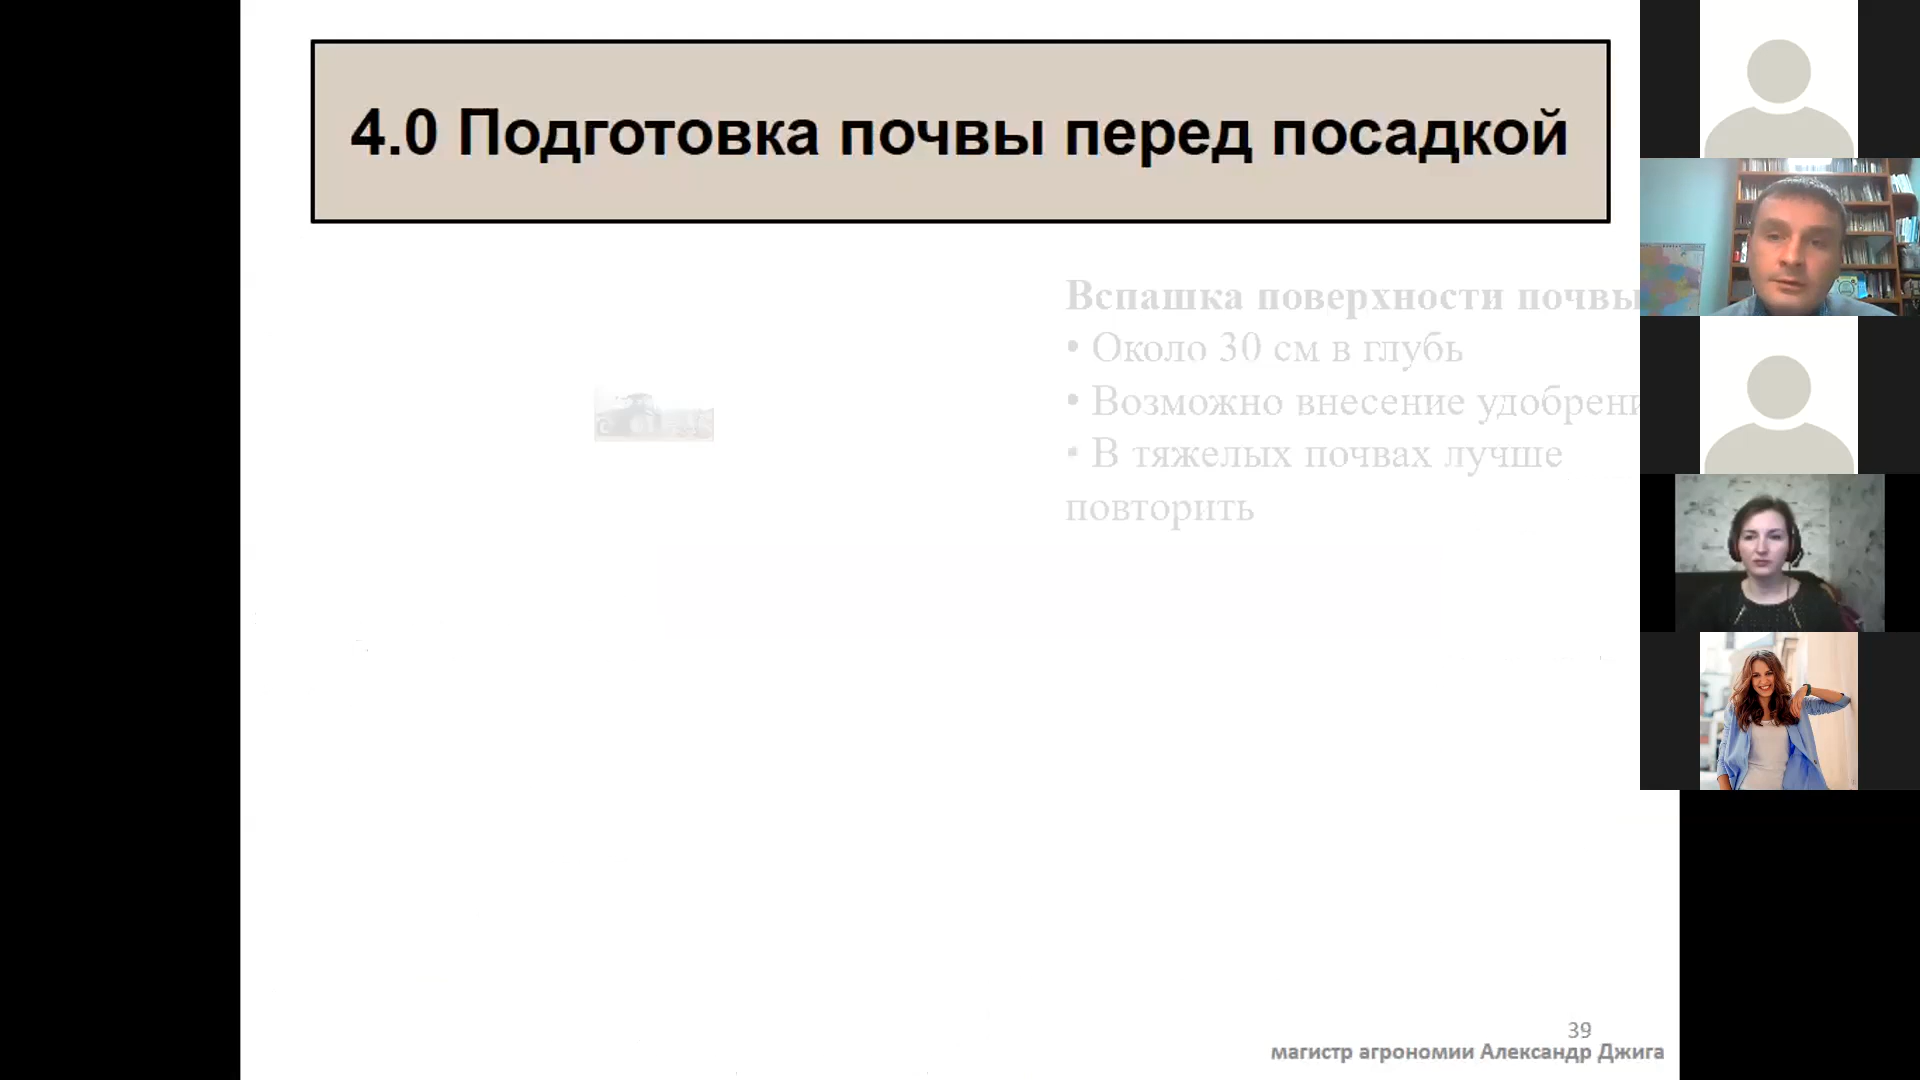 4.0 Подготовка почвы перед посадкой
Вспашка поверхности почвы
• Около 30 см в глубь
• Возможно внесение удобрени
• В тяжелых почвах лучше
повторить
39
магистр агрономии Александр Джига